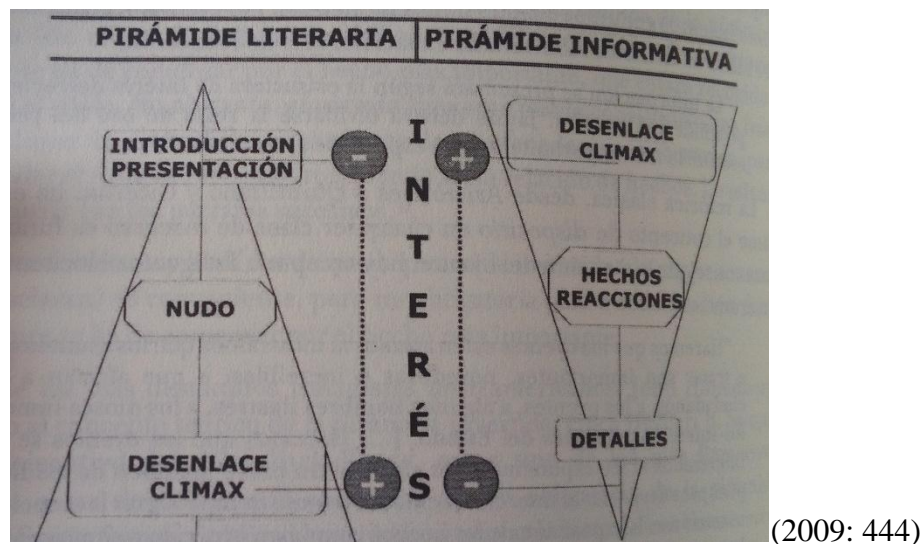 PIRÁMIDE LITERARIA PIRÁMIDE INFORMATIVA
INTRODUCCIÓN
PRESENTACIÓN
NUDO
DESENLACE
CLIMAX
-
+
I
N
T
E
R
É
S
+
-
DESENLACE
CLIMAX
HECHOS
REACCIONES
DETALLES
(2009: 444)